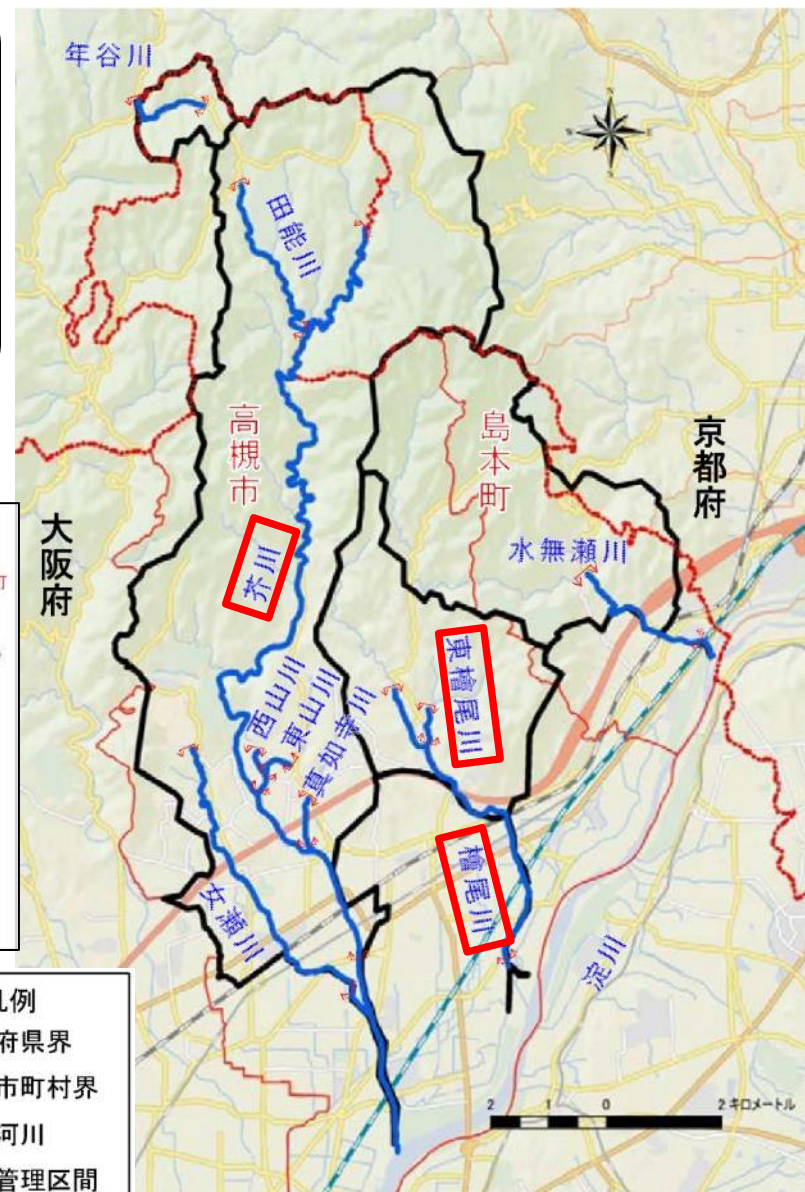 年谷川
田能川
高槻市
島本町
京都府
大阪府
水無瀬川
芥川
東檜尾川
西山川
東山川
真如寺川
檜尾川
女瀬川
淀川
町
N
E
S
W
2 1 0 2 キロメートル
凡例
府県界
市町村界
河川
管理区間